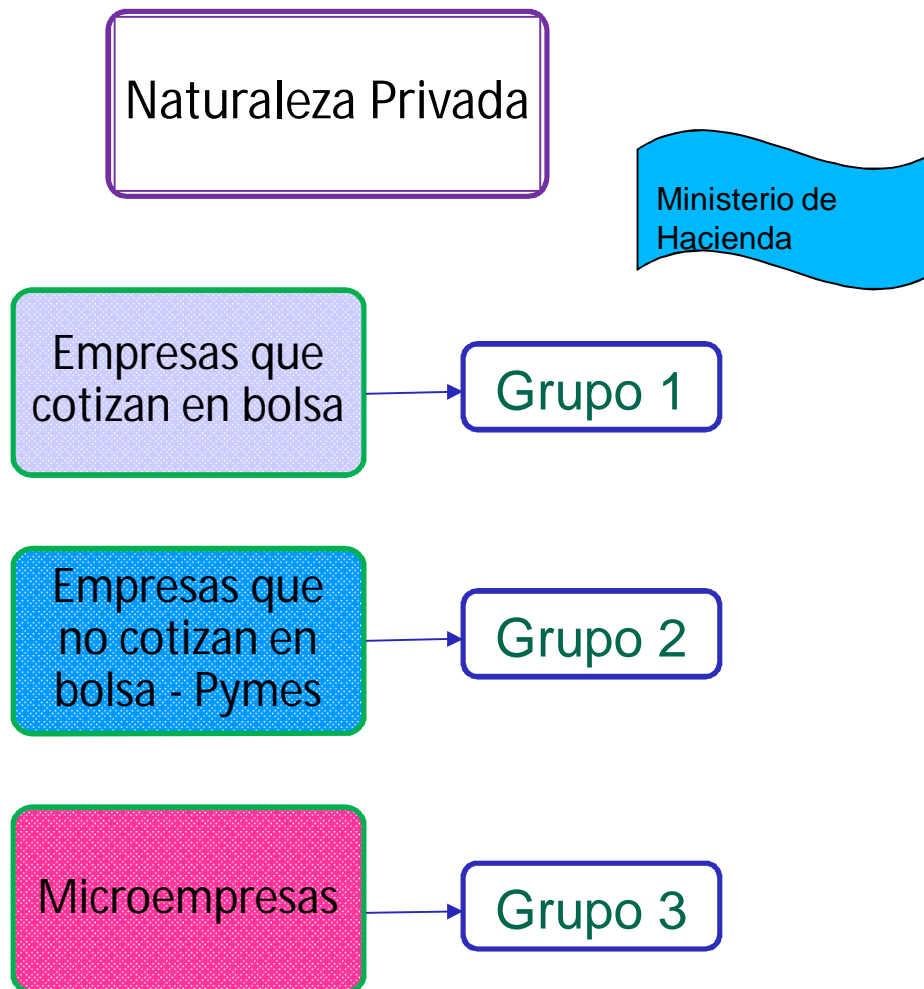 Naturaleza Privada
Ministerio de
Hacienda
Empresas que
cotizan en bolsa
Grupo 1
Empresas que
no cotizan en
bolsa - Pymes
Grupo 2
Microempresas
Grupo 3